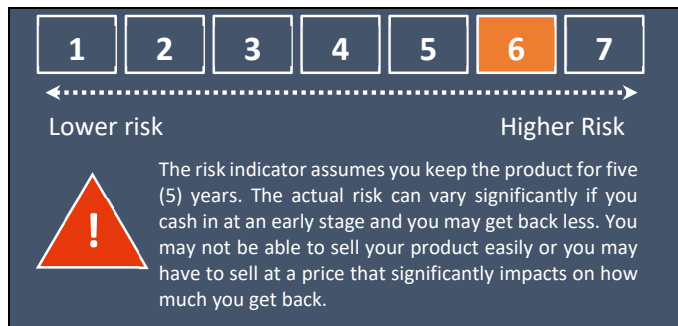 1 2 3 4 5 6 7
Lower risk Higher Risk
The risk indicator assumes you keep the product for five
(5) years. The actual risk can vary significantly if you
cash in at an early stage and you may get back less. You
! may not be able to sell your product easily or you may
have to sell at a price that significantly impacts on how
much you get back.